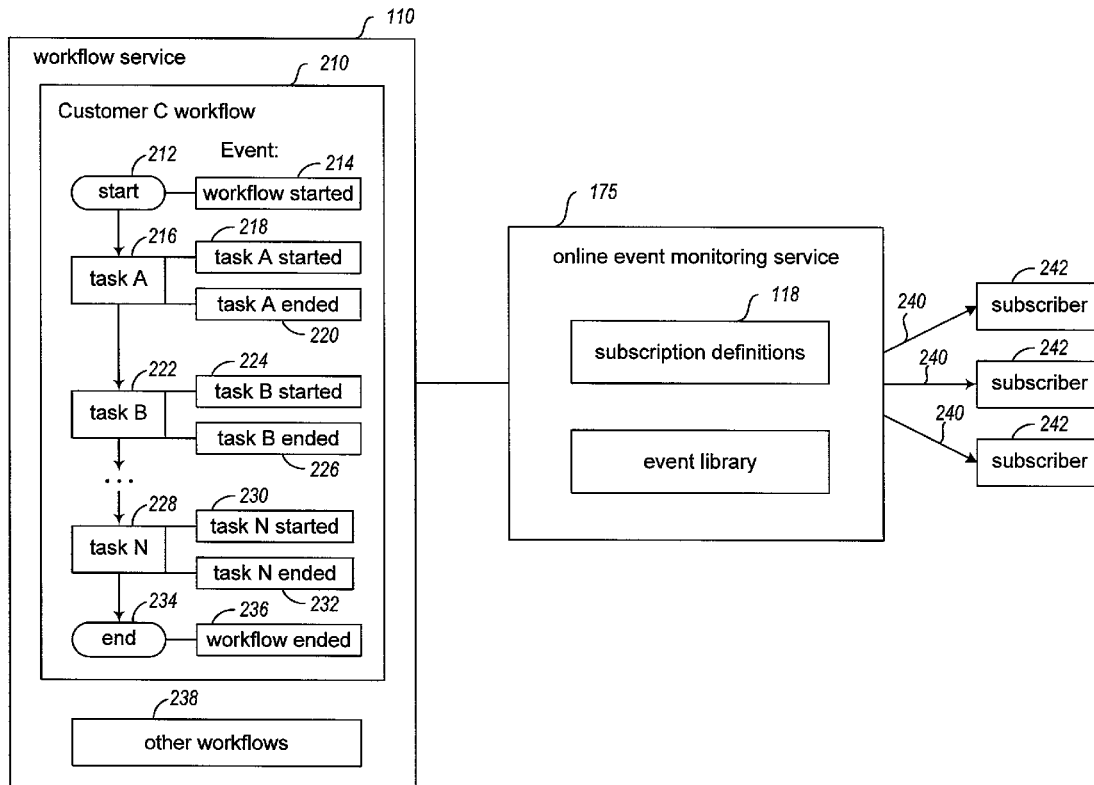 110
workflow service
210
Customer C workflow
Event:
212
start
214
workflow started
216
task A
218
task A started
task A ended
220
222
task B
224
task B started
task B ended
226
...
228
task N
230
task N started
task N ended
232
234
end
236
workflow ended
238
other workflows
175
online event monitoring service
118
subscription definitions
event library
240
240
240
242
subscriber
242
subscriber
242
subscriber